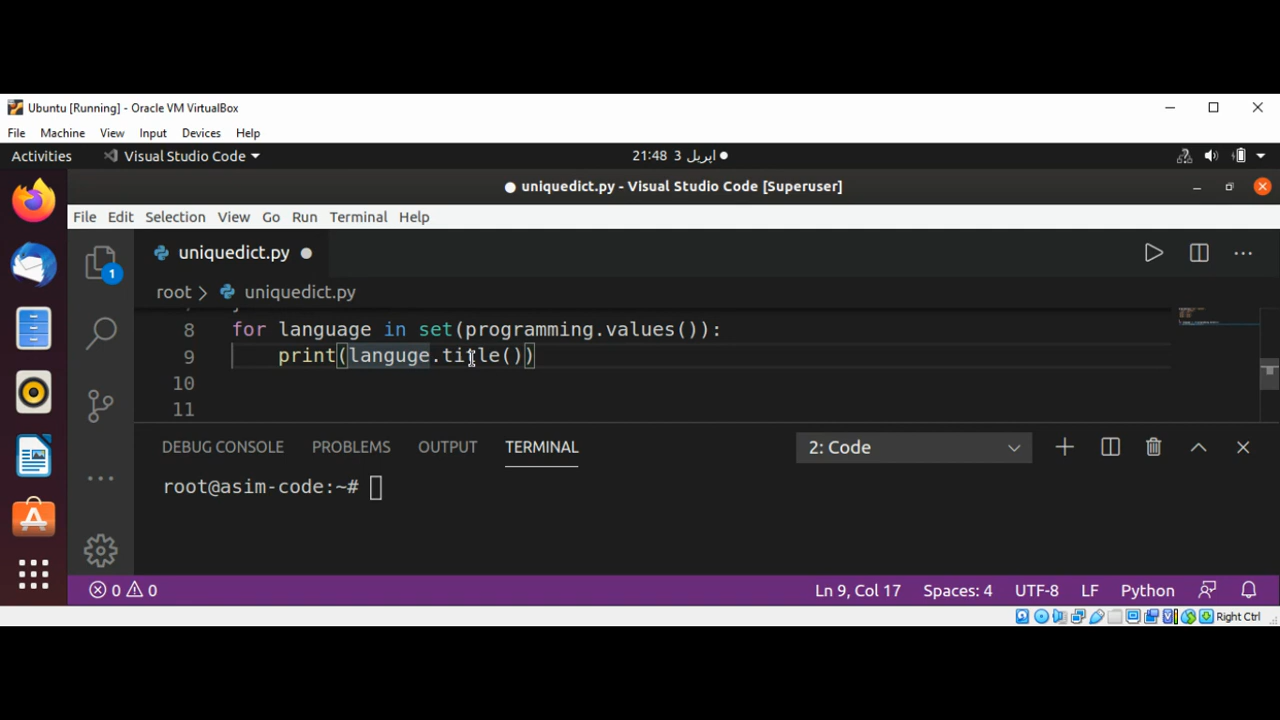 Ubuntu [Running] - Oracle VM VirtualBox
File Machine View Input Devices Help
Activities Visual Studio Code 21:48 3 اپریل
● uniquedict.py - Visual Studio Code [Superuser]
File Edit Selection View Go Run Terminal Help
uniquedict.py
root > uniquedict.py
8 for language in set(programming.values()):
9 print(languge.title())
10
11
DEBUG CONSOLE PROBLEMS OUTPUT TERMINAL 2: Code
root@asim-code:~#
0 0 Ln 9, Col 17 Spaces: 4 UTF-8 LF Python
Right Ctrl
1